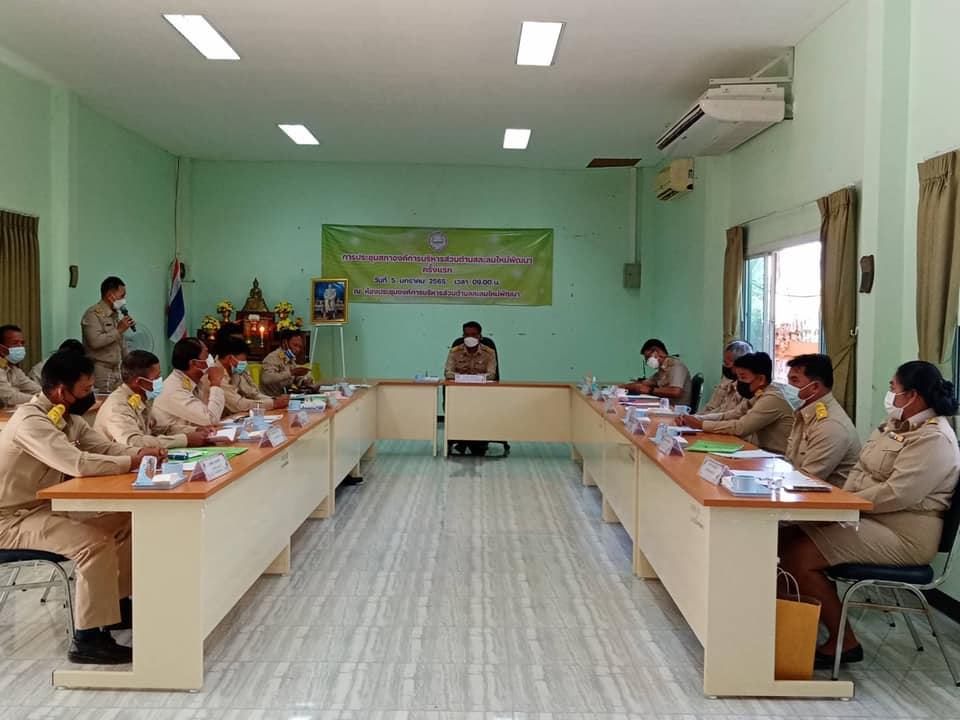 การประชุมสภาองค์การบริหารส่วนตำบลละลมใหม่พัฒนา
ครั้งแรก
วันที่ 5 มกราคม 2565 เวลา 09.00 น.
ณ ห้องประชุมองค์การบริหารส่วนตำบลละลมใหม่พัฒนา